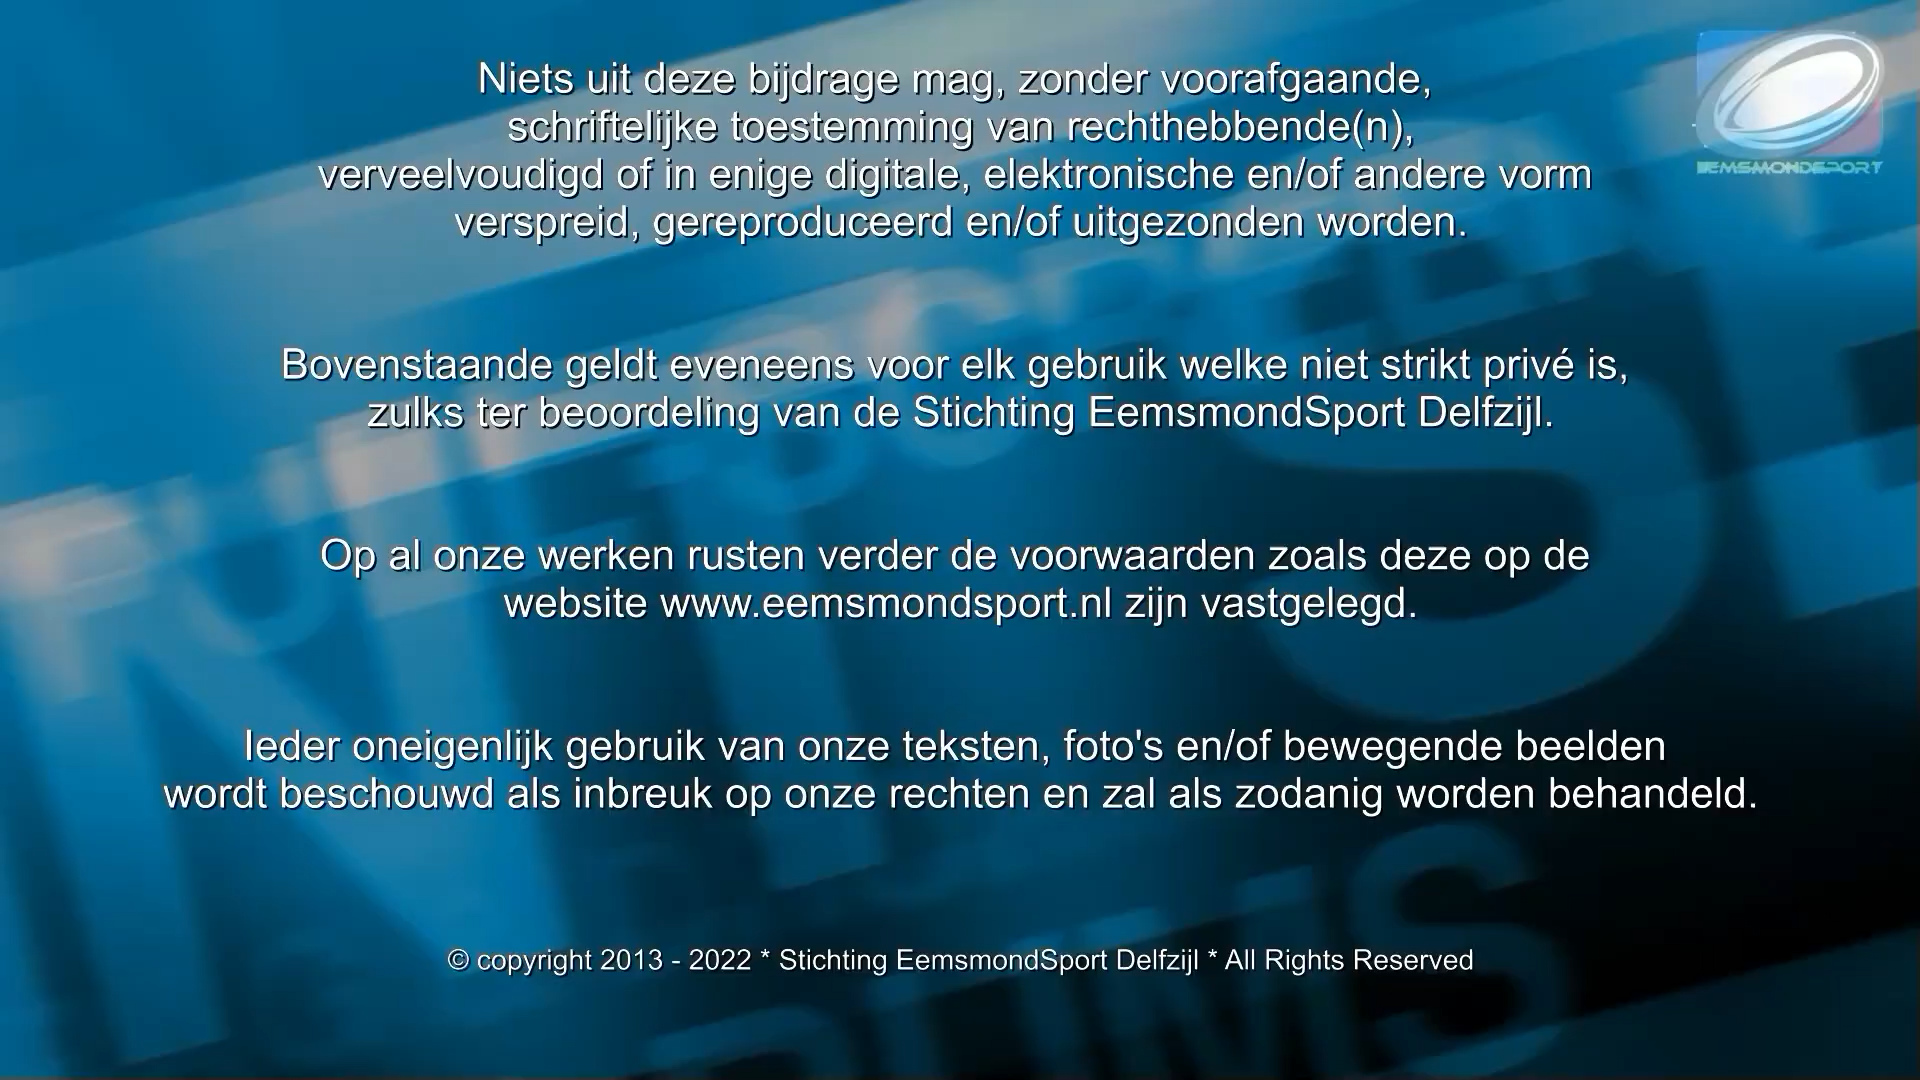 Niets uit deze bijdrage mag, zonder voorafgaande,
schriftelijke toestemming van rechthebbende(n),
verveelvoudigd of in enige digitale, elektronische en/of andere vorm
verspreid, gereproduceerd en/of uitgezonden worden.
EEMSMONDSPORT
Bovenstaande geldt eveneens voor elk gebruik welke niet strikt privé is,
zulks ter beoordeling van de Stichting EemsmondSport Delfzijl.
Op al onze werken rusten verder de voorwaarden zoals deze op de
website www.eemsmondsport.nl zijn vastgelegd.
Ieder oneigenlijk gebruik van onze teksten, foto's en/of bewegende beelden
wordt beschouwd als inbreuk op onze rechten en zal als zodanig worden behandeld.
© copyright 2013 - 2022 * Stichting EemsmondSport Delfzijl * All Rights Reserved